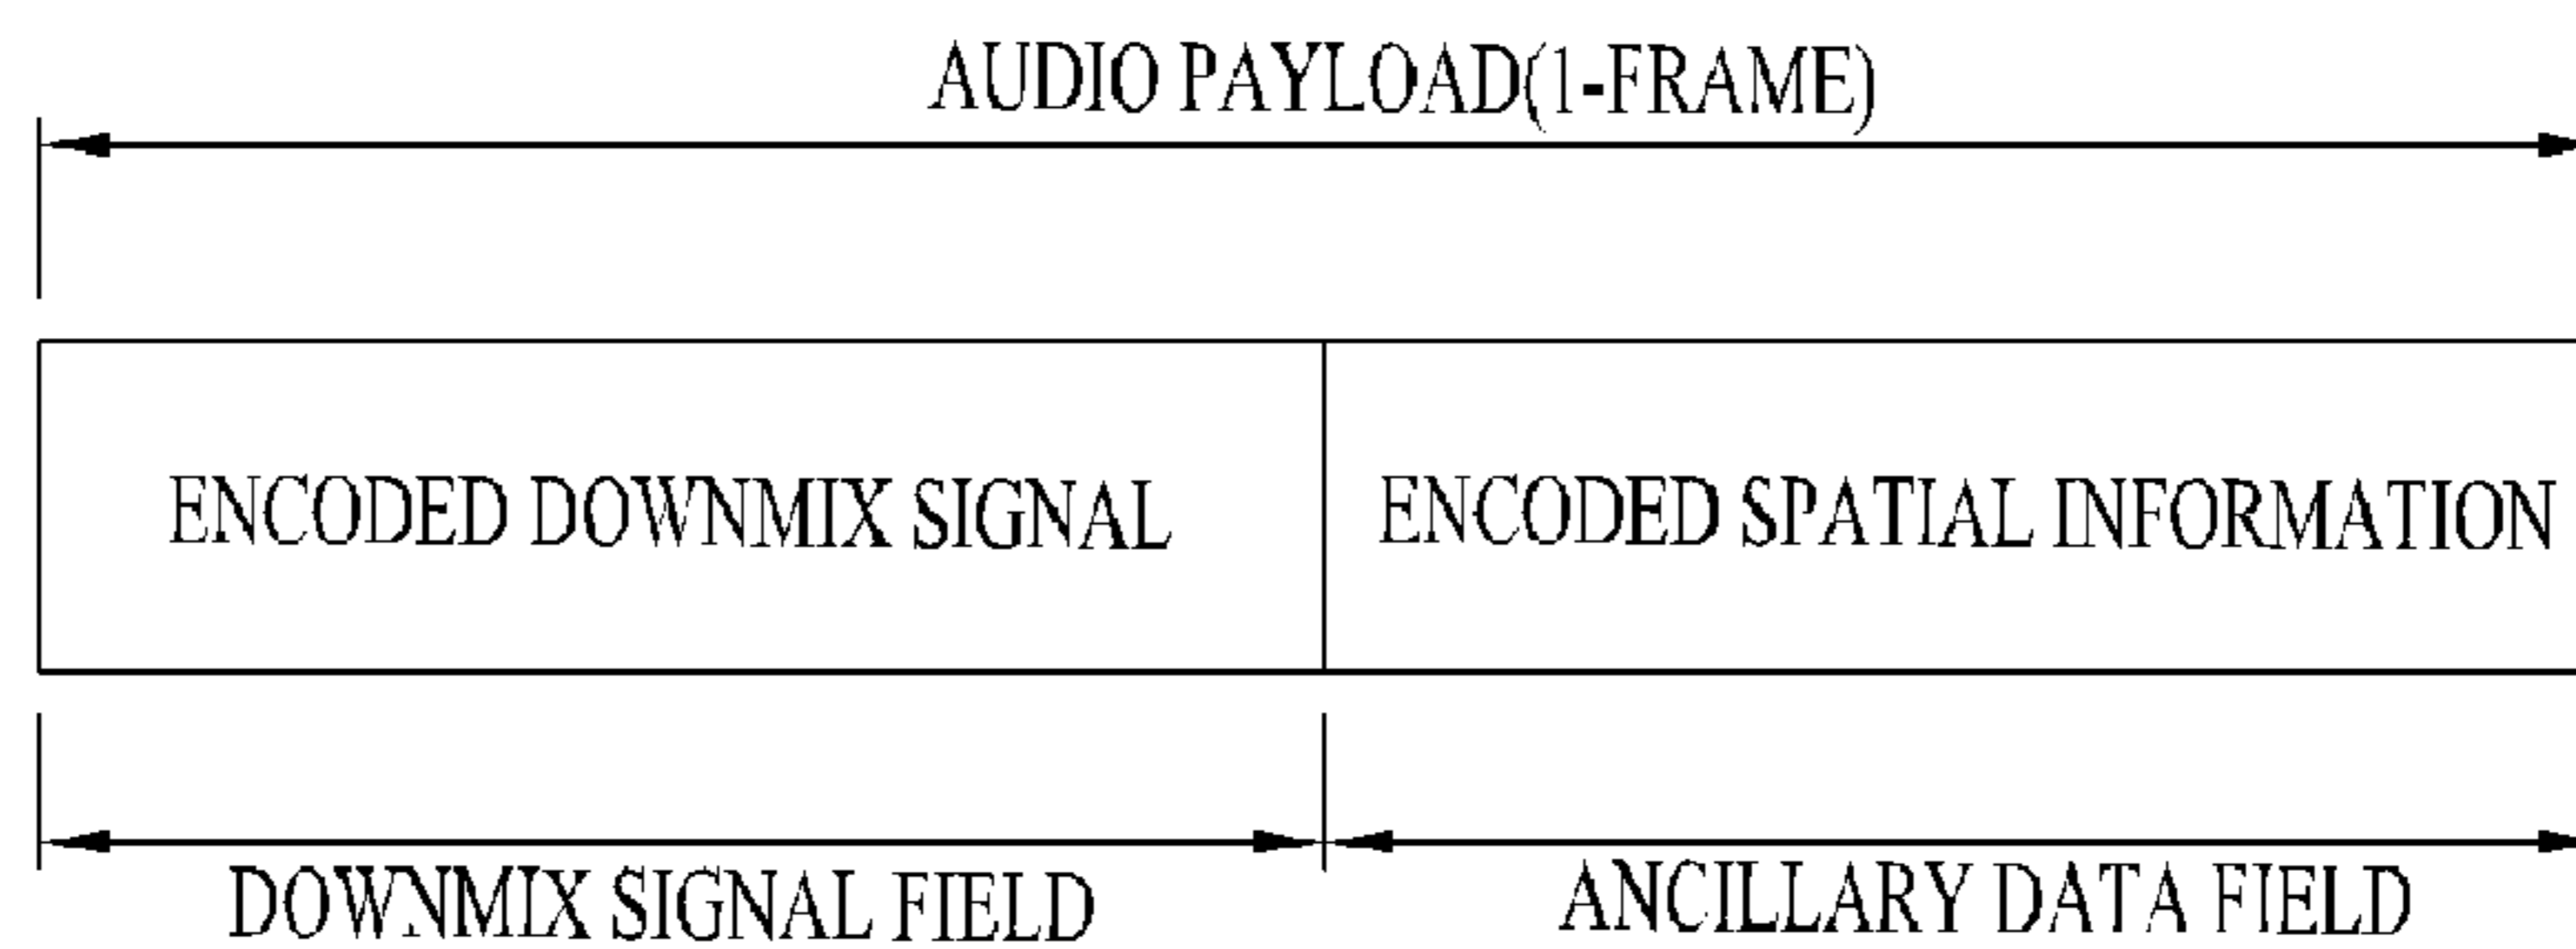 AUDIO PAYLOAD(1-FRAME)
ENCODED DOWNMIX SIGNAL
ENCODED SPATIAL INFORMATION
DOWNMIX SIGNAL FIELD
ANCILLARY DATA FIELD